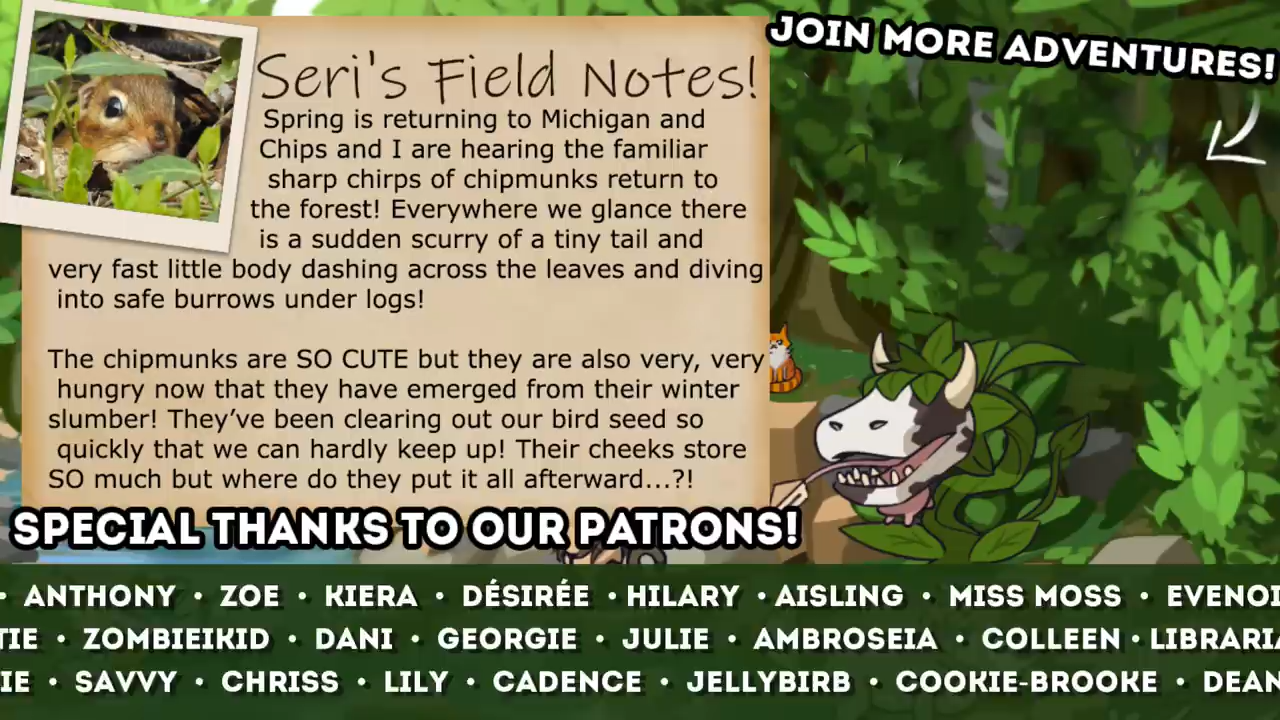 JOIN MORE ADVENTURES!
Seri's Field Notes!
Spring is returning to Michigan and
Chips and I are hearing the familiar
sharp chirps of chipmunks return to
the forest! Everywhere we glance there
is a sudden scurry of a tiny tail and
very fast little body dashing across the leaves and diving
into safe burrows under logs!
The chipmunks are SO CUTE but they are also very, very
hungry now that they have emerged from their winter
slumber! They’ve been clearing out our bird seed so
quickly that we can hardly keep up! Their cheeks store
SO much but where do they put it all afterward...?!
SPECIAL THANKS TO OUR PATRONS!
• ANTHONY • ZOE • KIERA • DÉSIRÉE • HILARY • AISLING • MISS MOSS •
• ZOMBIEIKID • DANI • GEORGIE • JULIE • AMBROSEIA • COLLEEN •
• SAVVY • CHRISS • LILY • CADENCE • JELLYBIRB • COOKIE-BROOKE •